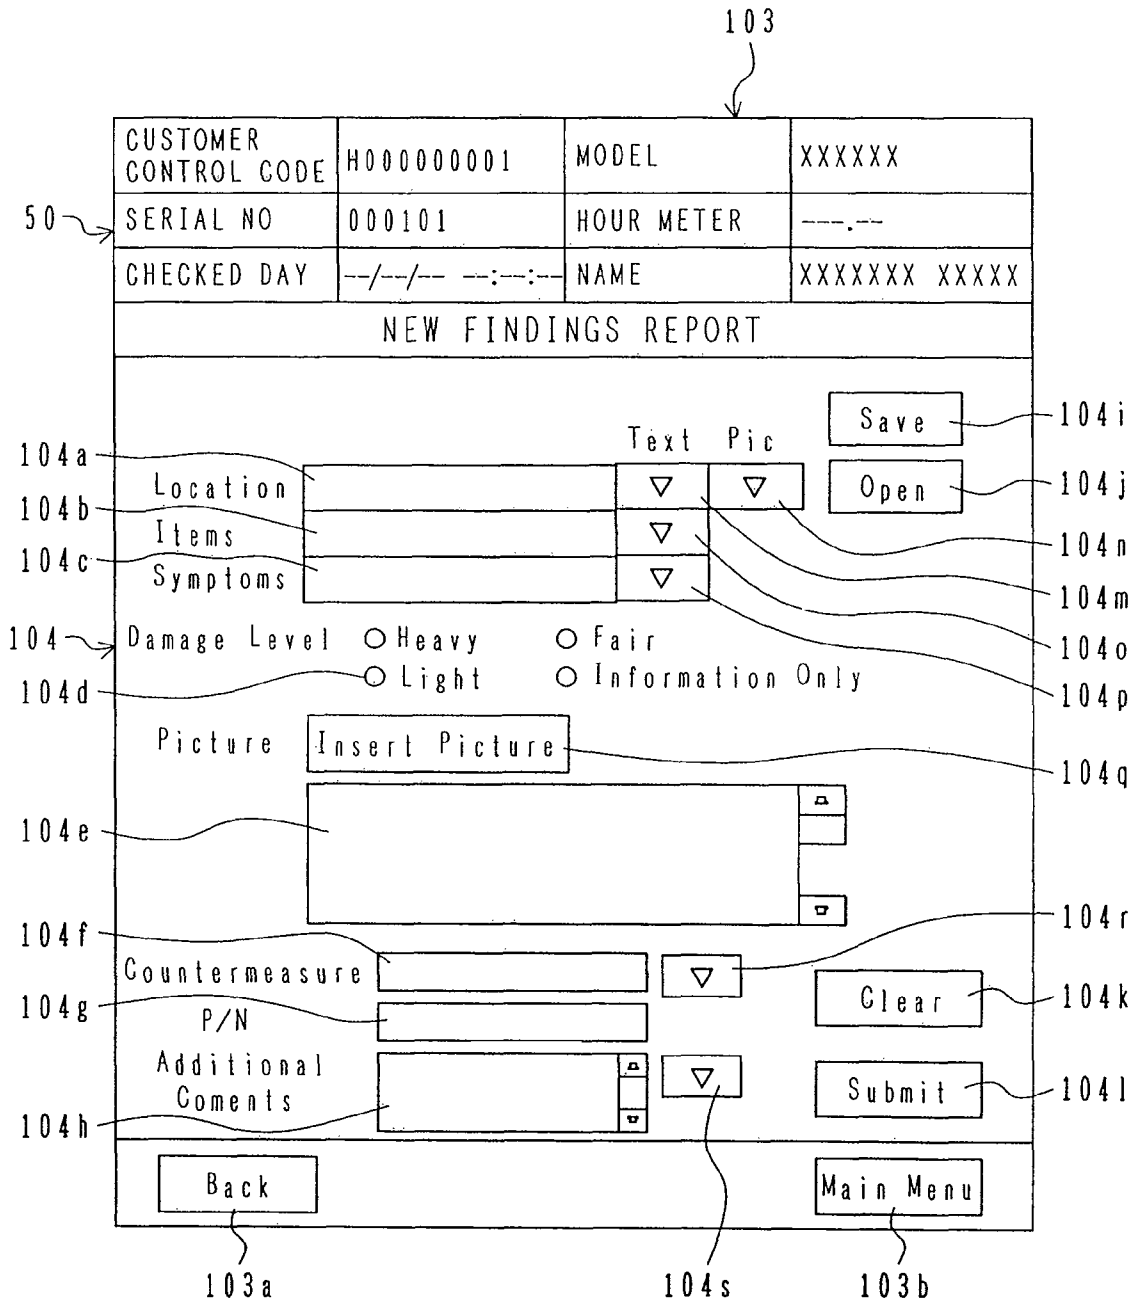 103
CUSTOMER CONTROL CODE H000000001 MODEL XXXXXX
50 SERIAL NO 000101 HOUR METER ---.--
CHECKED DAY --/--/-- --:--:-- NAME XXXXXXX XXXXX
NEW FINDINGS REPORT
Save 104i
Text Pic
104a
Location Open 104j
104b
Items 104n
104c
Symptoms 104m
104 Damage Level Heavy Fair 104o
104d Light Information Only 104p
Picture Insert Picture
104q
104e
104r
104f
Countermeasure
Clear 104k
104g
P/N
Additional
Coments Submit 104l
104h
Back Main Menu
103a 104s 103b